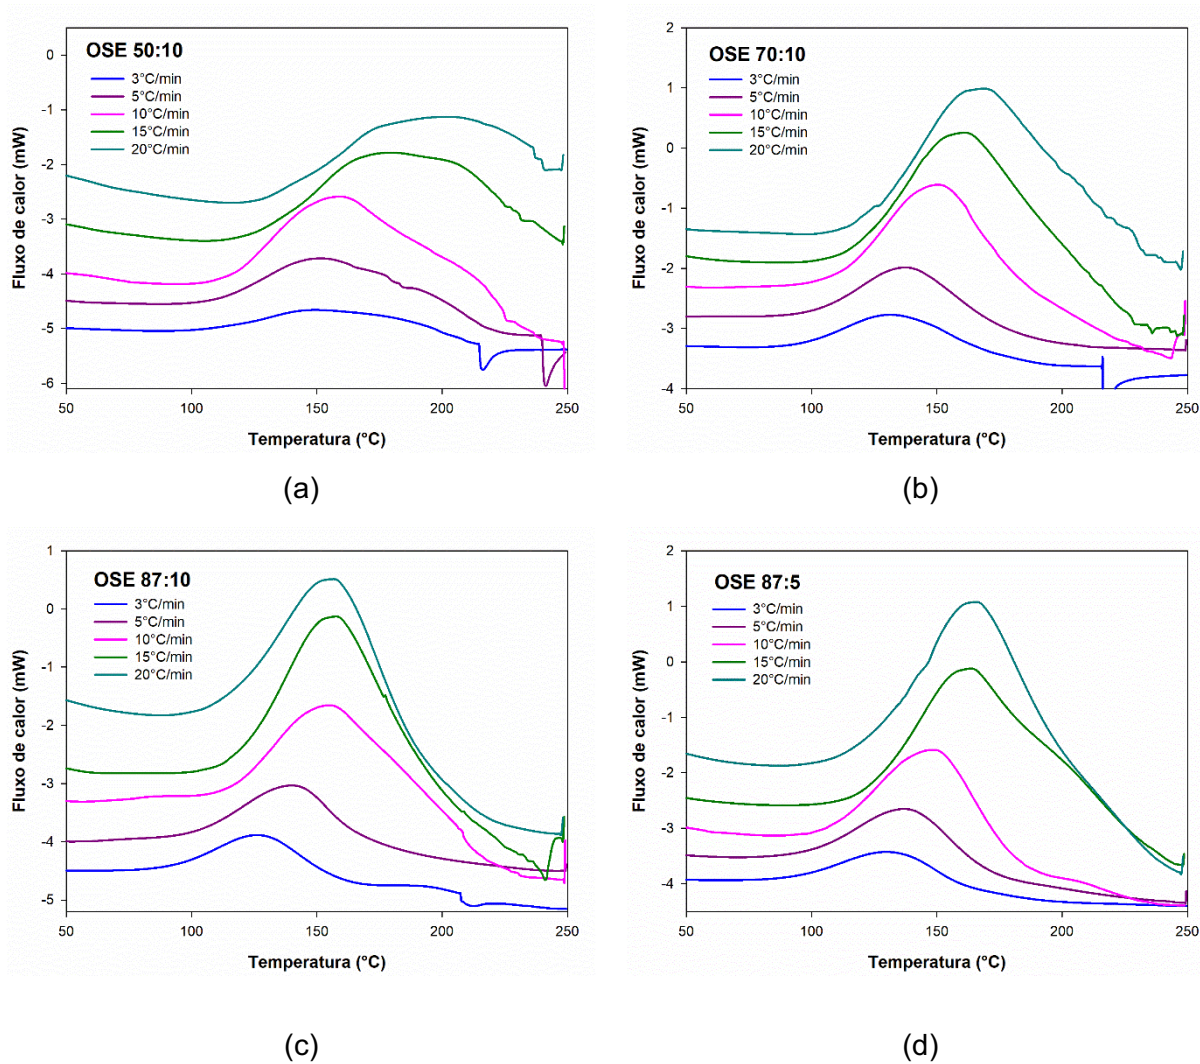 OSE 50:10
3°C/min
5°C/min
10°C/min
15°C/min
20°C/min
Fluxo de calor (mW)
0
-1
-2
-3
-4
-5
-6
50
100
150
200
250
Temperatura (°C)
(a)
OSE 70:10
3°C/min
5°C/min
10°C/min
15°C/min
20°C/min
Fluxo de calor (mW)
2
1
0
-1
-2
-3
-4
50
100
150
200
250
Temperatura (°C)
(b)
OSE 87:10
3°C/min
5°C/min
10°C/min
15°C/min
20°C/min
Fluxo de calor (mW)
1
0
-1
-2
-3
-4
-5
50
100
150
200
250
Temperatura (°C)
(c)
OSE 87:5
3°C/min
5°C/min
10°C/min
15°C/min
20°C/min
Fluxo de calor (mW)
2
1
0
-1
-2
-3
-4
50
100
150
200
250
Temperatura (°C)
(d)